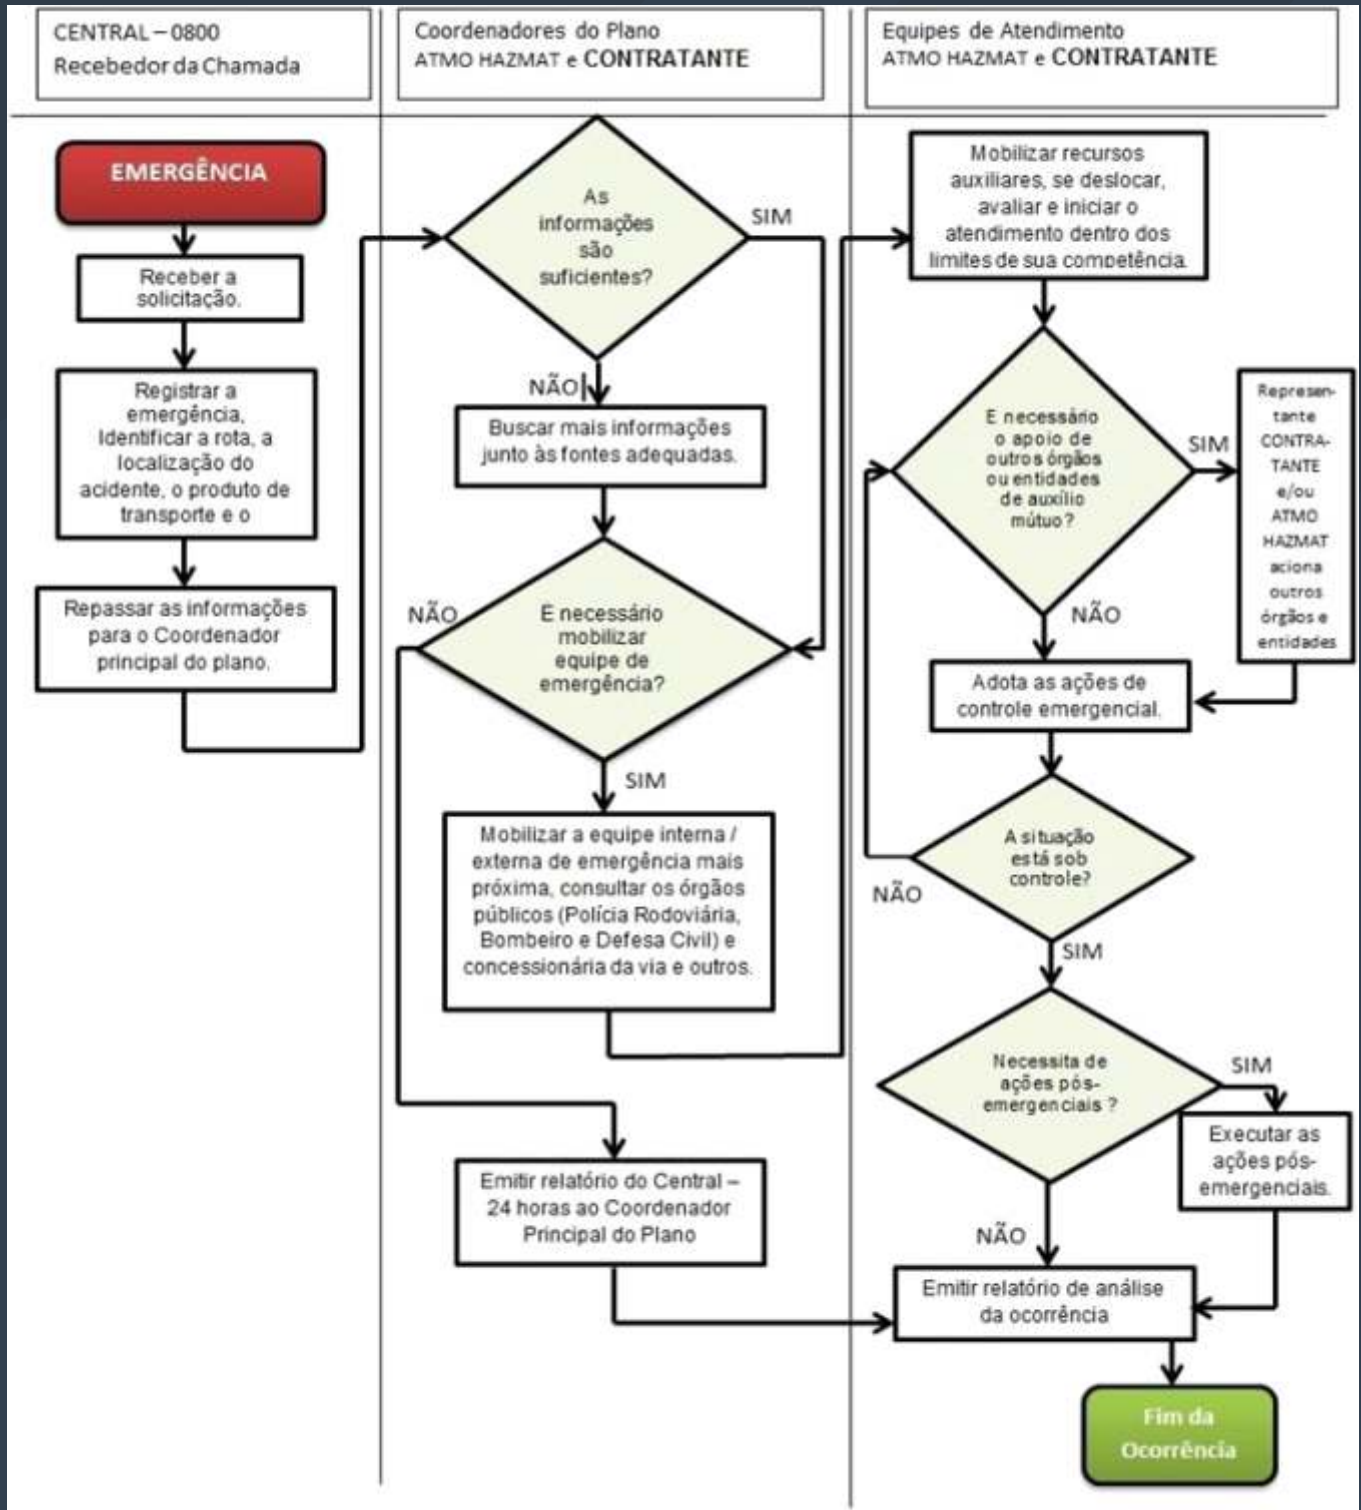 CENTRAL – 0800
Recebedor da Chamada
Coordenadores do Plano
ATMO HAZMAT e CONTRATANTE
Equipes de Atendimento
ATMO HAZMAT e CONTRATANTE
EMERGÊNCIA
Receber a
solicitação.
Registrar a
emergência,
Identificar a rota, a
localização do
acidente, o produto de
transporte e o
Repassar as informações
para o Coordenador
principal do plano.
As
informações
são
suficientes?
SIM
NÃO
Buscar mais informações
junto às fontes adequadas.
E necessário
mobilizar
equipe de
emergência?
NÃO
SIM
Mobilizar a equipe interna /
externa de emergência mais
próxima, consultar os órgãos
públicos (Polícia Rodoviária,
Bombeiro e Defesa Civil) e
concessionária da via e outros.
Emitir relatório do Central –
24 horas ao Coordenador
Principal do Plano
Mobilizar recursos
auxiliares, se deslocar,
avaliar e iniciar o
atendimento dentro dos
limites de sua competência.
E necessário
o apoio de
outros órgãos
ou entidades
de auxílio
mútuo?
SIM
Represen-
tante
CONTRA-
TANTE
e/ou
ATMO
HAZMAT
aciona
outros
órgãos e
entidades
NÃO
Adota as ações de
controle emergencial.
A situação
está sob
controle?
NÃO
SIM
Necessita de
ações pós-
emergenciais ?
SIM
Executar as
ações pós-
emergenciais.
NÃO
Emitir relatório de análise
da ocorrência
Fim da
Ocorrência